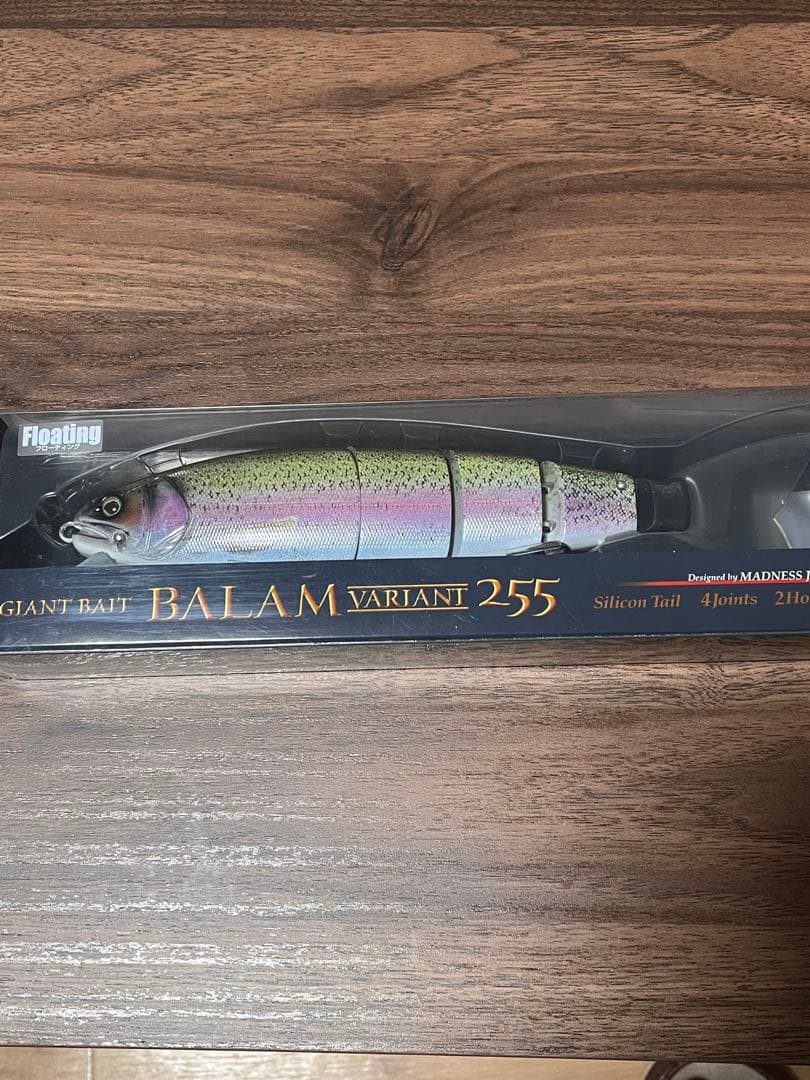 Floating
フローティング
Designed by MADNESS
GIANT BAIT BALAM VARIANT 255
Silicon Tail 4Joints